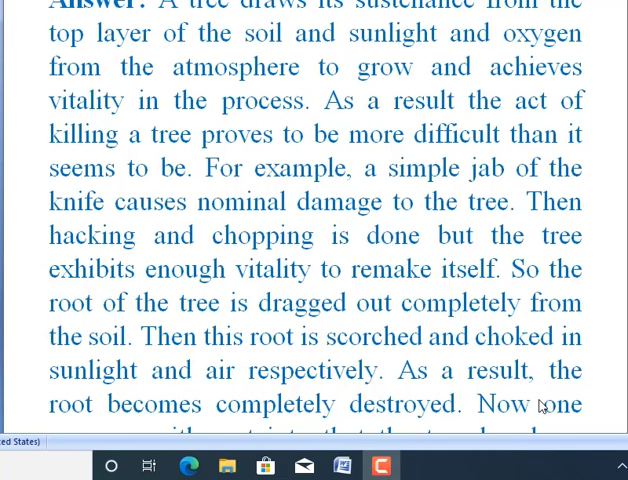 Answer: A tree draws its sustenance from the
top layer of the soil and sunlight and oxygen
from the atmosphere to grow and achieves
vitality in the process. As a result the act of
killing a tree proves to be more difficult than it
seems to be. For example, a simple jab of the
knife causes nominal damage to the tree. Then
hacking and chopping is done but the tree
exhibits enough vitality to remake itself. So the
root of the tree is dragged out completely from
the soil. Then this root is scorched and choked in
sunlight and air respectively. As a result, the
root becomes completely destroyed. Now one
ted States)